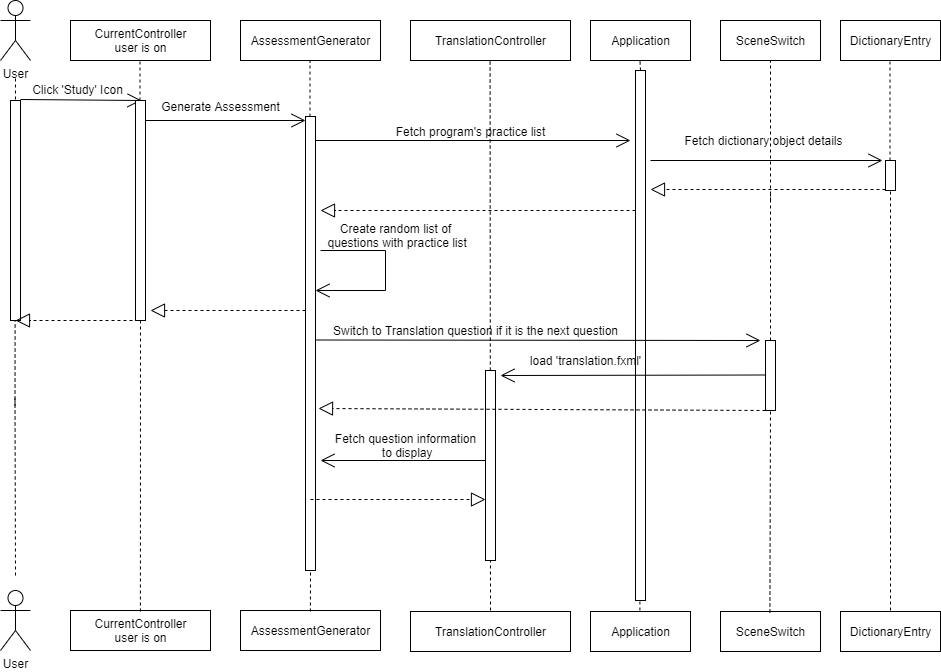 CurrentController
user is on
AssessmentGenerator
TranslationController
Application
SceneSwitch
DictionaryEntry
User
Click 'Study' Icon
Generate Assessment
Fetch program's practice list
Fetch dictionary object details
Create random list of
questions with practice list
Switch to Translation question if it is the next question
load 'translation.fxml'
Fetch question information
to display
CurrentController
user is on
AssessmentGenerator
TranslationController
Application
SceneSwitch
DictionaryEntry
User